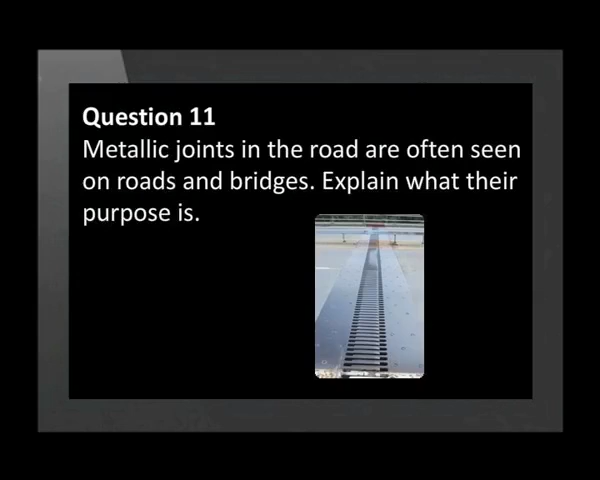 Question 11
Metallic joints in the road are often seen
on roads and bridges. Explain what their
purpose is.